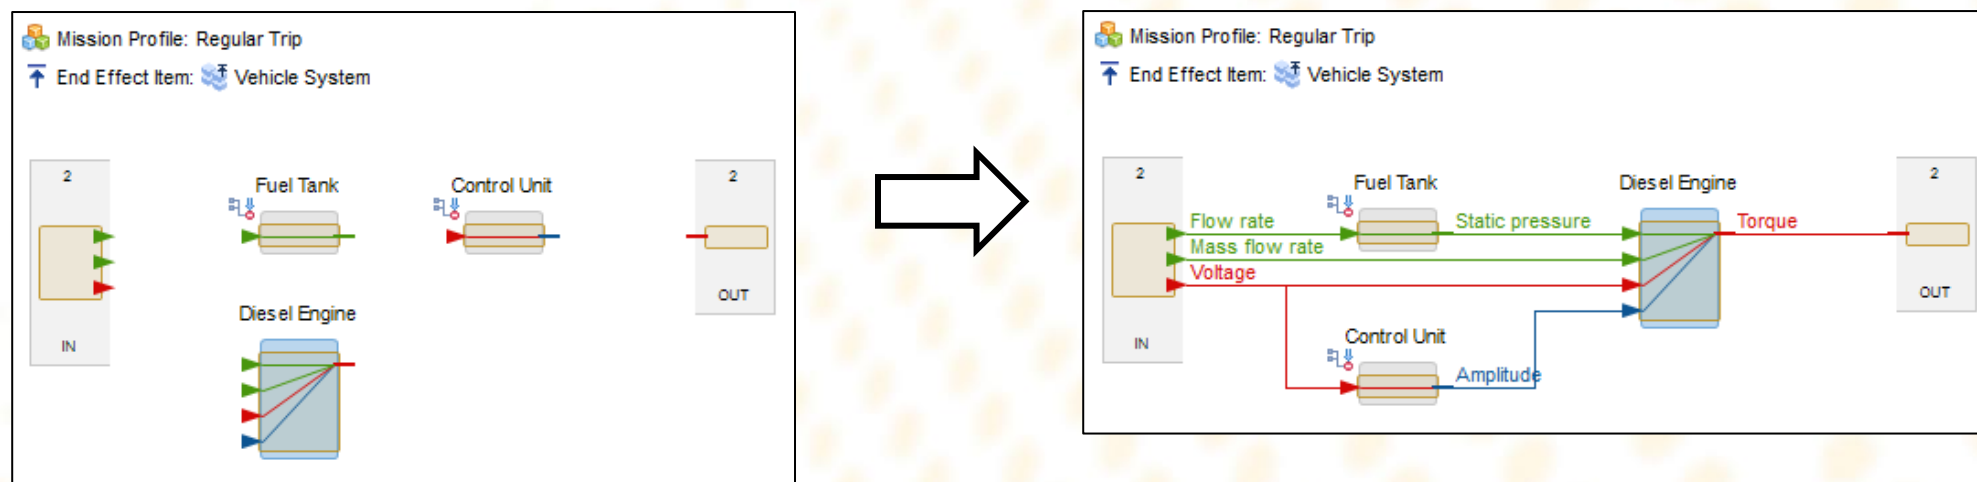 Mission Profile: Regular Trip
End Effect Item: Vehicle System
2
Fuel Tank
Control Unit
2
OUT
Diesel Engine
IN
Mission Profile: Regular Trip
End Effect Item: Vehicle System
2
Fuel Tank
Diesel Engine
2
Flow rate
Static pressure
Torque
Mass flow rate
Voltage
OUT
IN
Control Unit
Amplitude